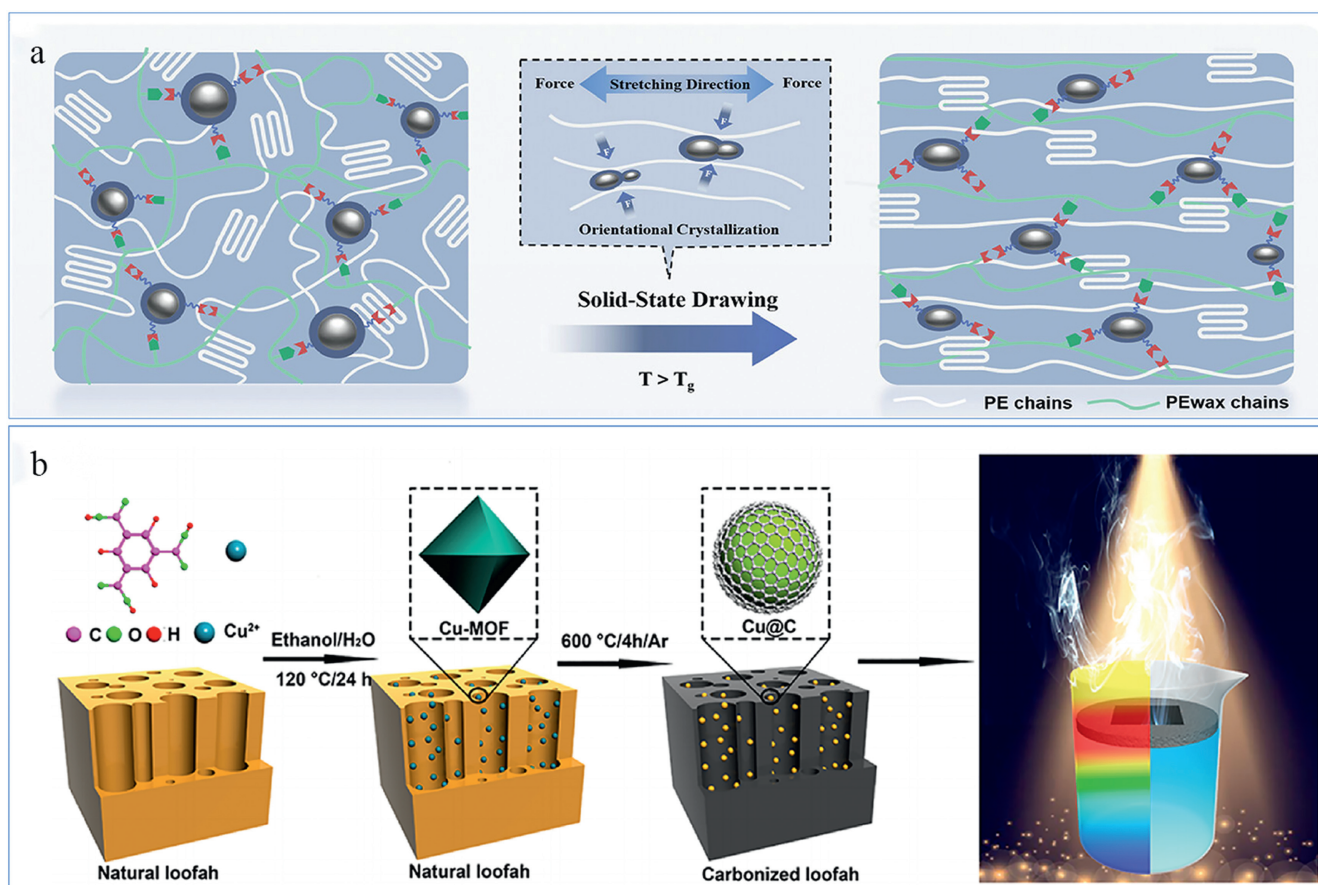 a
Force
Stretching Direction
Force
F
F
F
F
Orientational Crystallization
Solid-State Drawing
T > Tg
PE chains
PEwax chains
b
C
O
H
Cu²⁺
Ethanol/H₂O
120 °C/24 h
Cu-MOF
600 °C/4h/Ar
Cu@C
Natural loofah
Natural loofah
Carbonized loofah